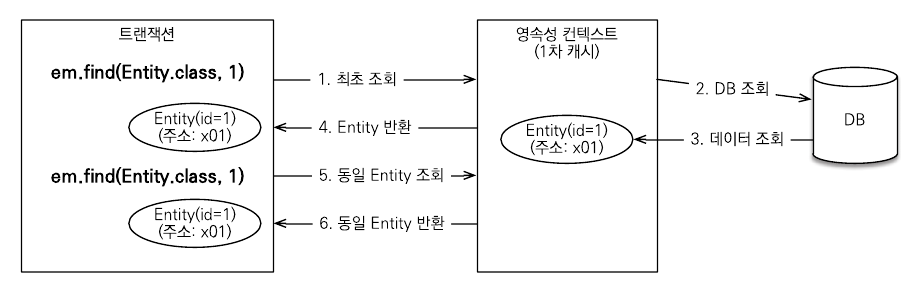 트랜잭션
em.find(Entity.class, 1)
Entity(id=1)
(주소: x01)
em.find(Entity.class, 1)
Entity(id=1)
(주소: x01)
1. 최초 조회
4. Entity 반환
5. 동일 Entity 조회
6. 동일 Entity 반환
영속성 컨텍스트
(1차 캐시)
Entity(id=1)
(주소: x01)
2. DB 조회
3. 데이터 조회
DB